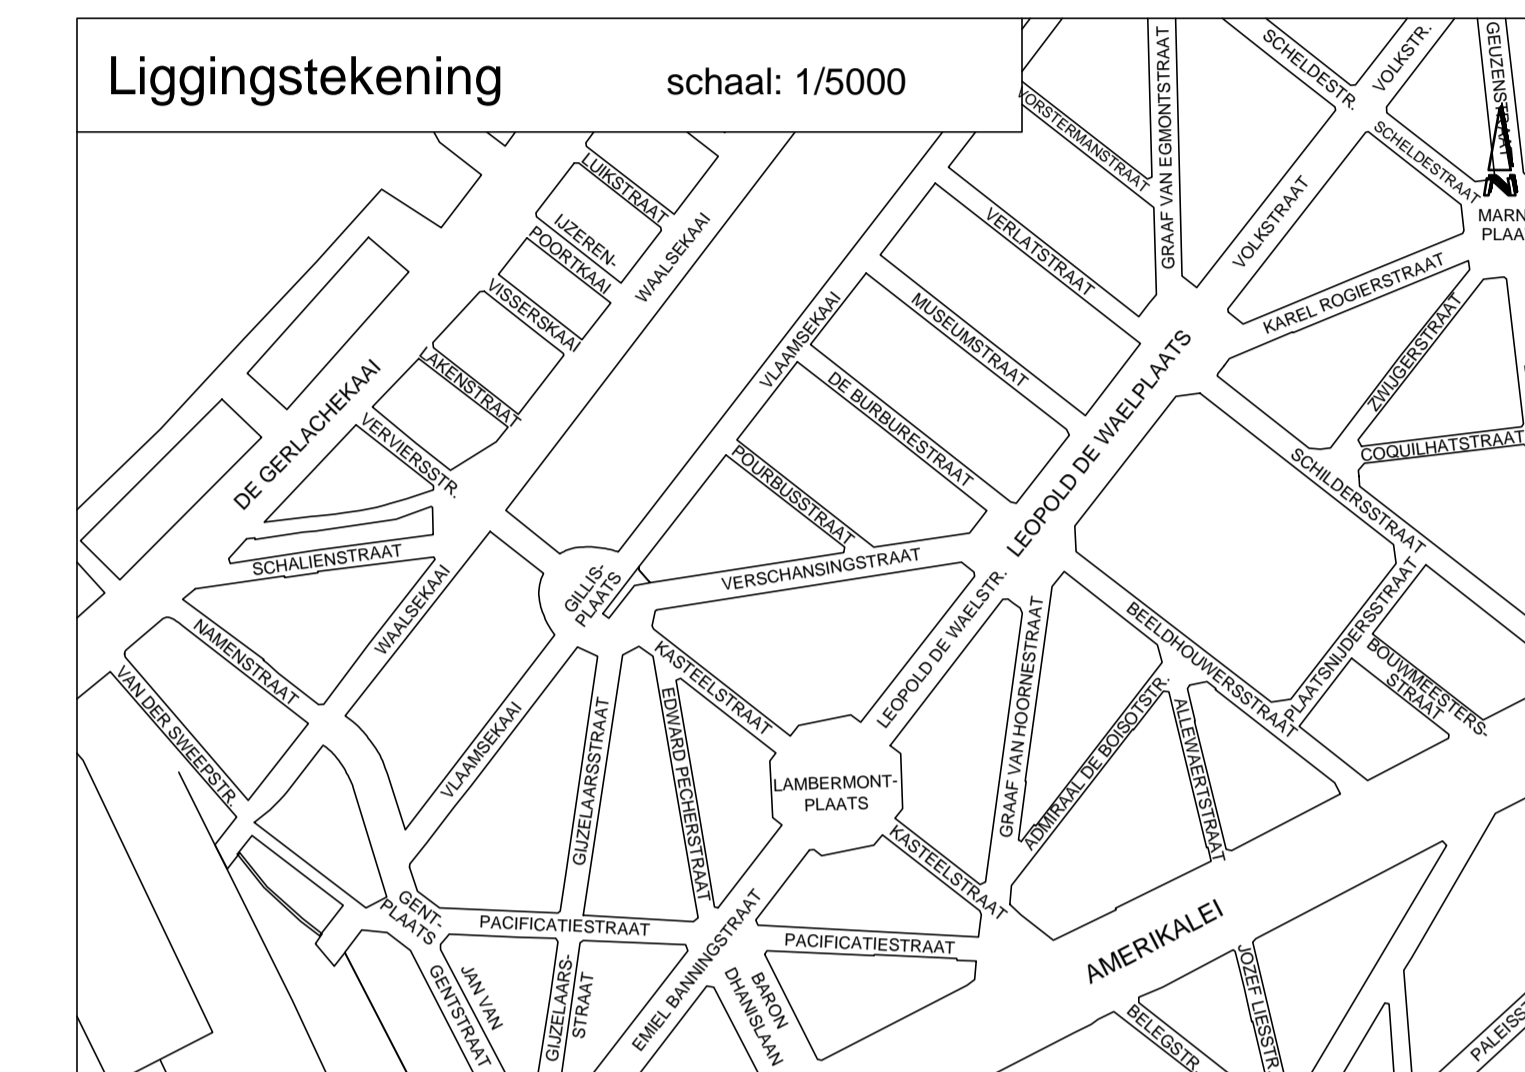 Liggingstekening
schaal: 1/5000
SCHELDESTR.
VOLKSTR.
GEUZENSTRAAT
VORSTERMANSTRAAT
GRAAF VAN EGMONTSTRAAT
SCHELDESTRAAT
N
LUIKSTRAAT
IJZEREN-
POORTKAAI
WAALSEKAAI
VERLATSTRAAT
VOLKSTRAAT
MARN
PLAA
VISSERSKAAI
VLAAMSEKAAI
MUSEUMSTRAAT
KAREL ROGIERSTRAAT
ZWIJGERSTRAAT
LAKENSTRAAT
DE GERLACHEKAAI
VERVIERSSTR.
DE BURBURESTRAAT
LEOPOLD DE WAELPLAATS
COQUILHATSTRAAT
POURBUSSTRAAT
SCHILDERSSTRAAT
SCHALIENSTRAAT
VERSCHANSINGSTRAAT
GILLIS-
PLAATS
WAALSEKAAI
LEOPOLD DE WAELSTR.
NAMENSTRAAT
KASTEELSTRAAT
GRAAF VAN HOORNESTRAAT
BEELDHOUWERSSTRAAT
PLAATSNIJDERSSTRAAT
BOUWMEESTERS-
STRAAT
VAN DER SWEEPSTR.
VLAAMSEKAAI
GIJZELAARSSTRAAT
EDWARD PECHERSTRAAT
LAMBERMONT-
PLAATS
ADMIRAAL DE BOISOTSTR.
ALLEWAERTSTRAAT
KASTEELSTRAAT
GENT-
PLAATS
PACIFICATIESTRAAT
PACIFICATIESTRAAT
AMERIKALEI
JAN VAN
GENTSTRAAT
GIJZELAARS-
STRAAT
EMIEL BANNINGSTRAAT
BARON
DHANISLAAN
BELEGSTR.
JOZEF LIESSTR.
PALEISS